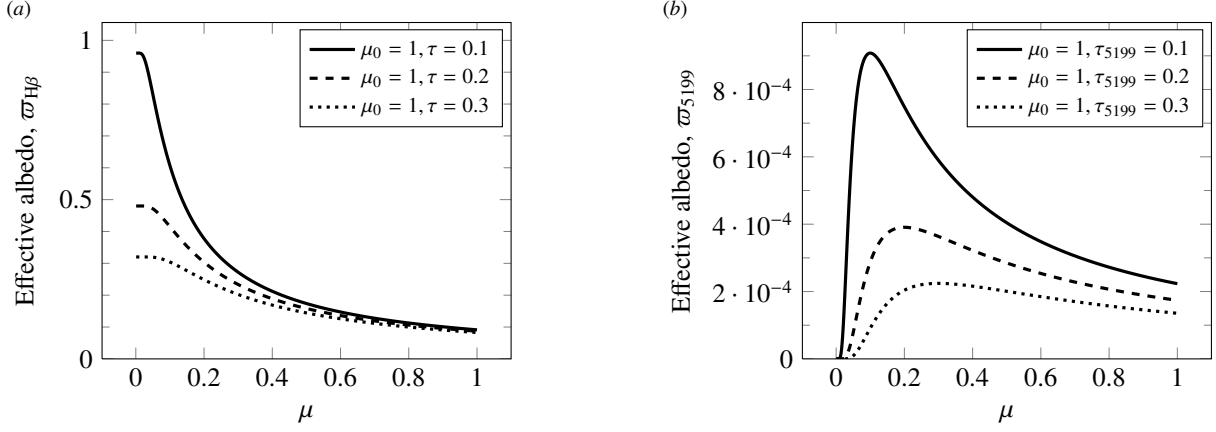 (a)
Effective albedo, ϖHβ
1
0.5
0
0
0.2
0.4
0.6
0.8
1
μ
μ₀ = 1, τ = 0.1
μ₀ = 1, τ = 0.2
μ₀ = 1, τ = 0.3
(b)
Effective albedo, ϖ₅₁₉₉
8 · 10⁻⁴
6 · 10⁻⁴
4 · 10⁻⁴
2 · 10⁻⁴
0
0
0.2
0.4
0.6
0.8
1
μ
μ₀ = 1, τ₅₁₉₉ = 0.1
μ₀ = 1, τ₅₁₉₉ = 0.2
μ₀ = 1, τ₅₁₉₉ = 0.3